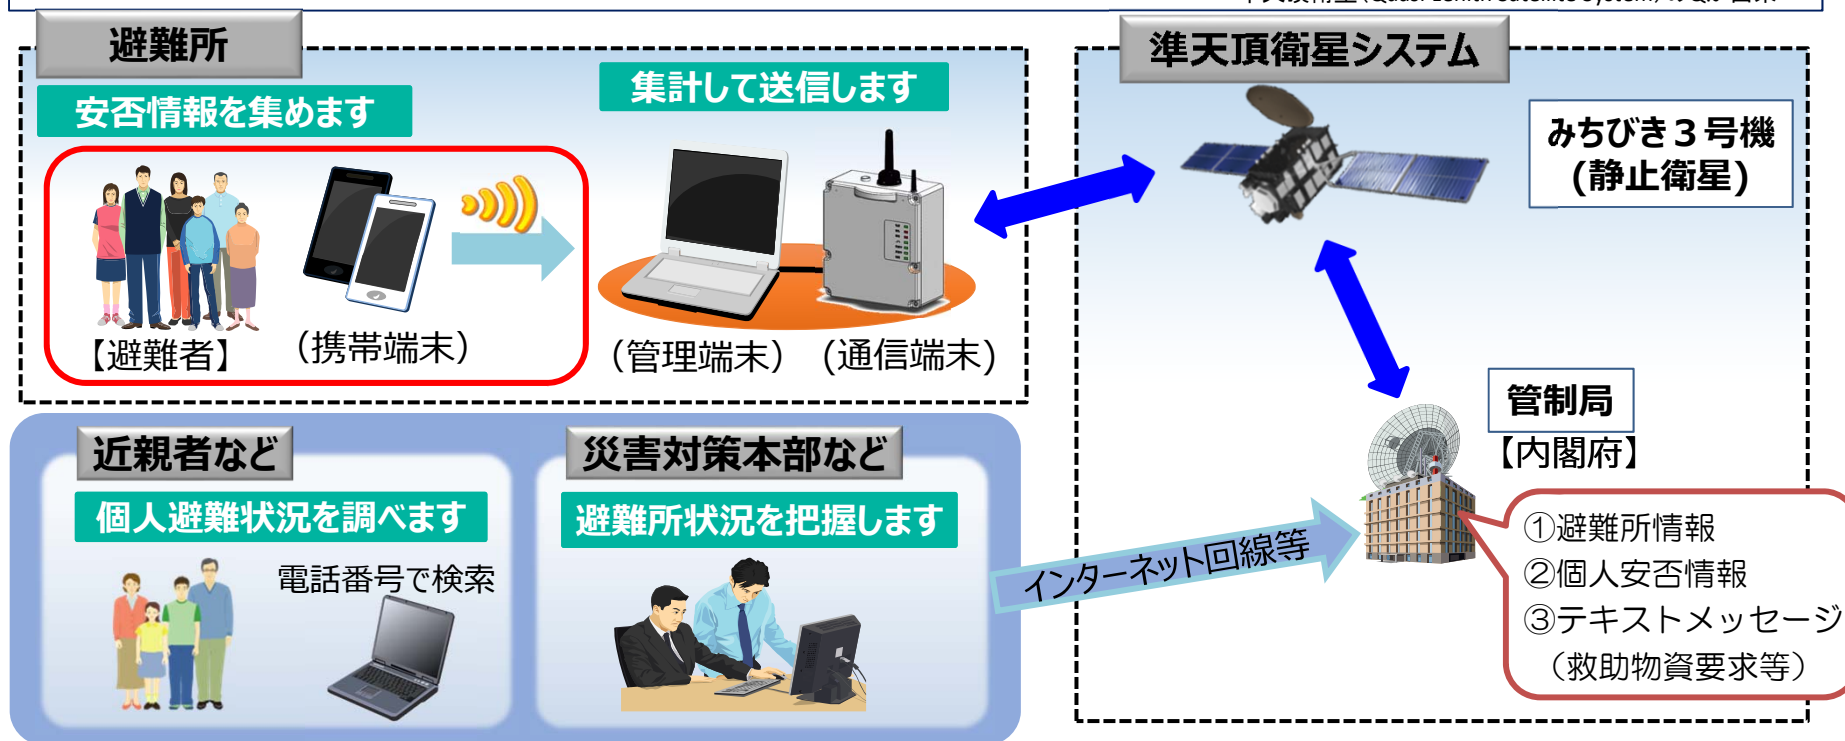 避難所
安否情報を集めます
集計して送信します
【避難者】
（携帯端末）
（管理端末）
(通信端末)
準天頂衛星システム
みちびき３号機
(静止衛星)
管制局
【内閣府】
①避難所情報
②個人安否情報
③テキストメッセージ
（救助物資要求等）
インターネット回線等
近親者など
個人避難状況を調べます
電話番号で検索
災害対策本部など
避難所状況を把握します